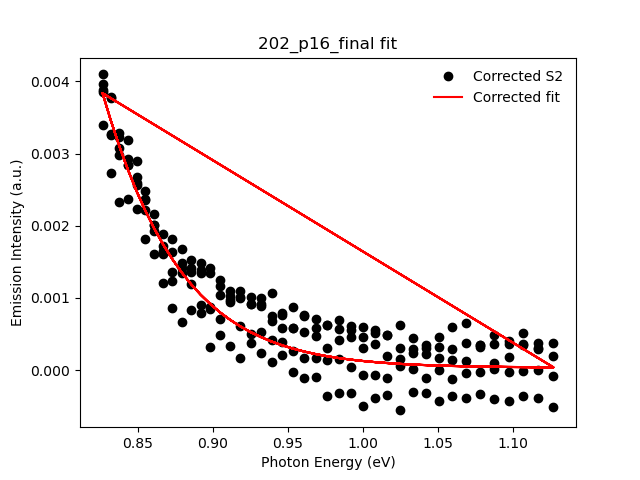 202_p16_final fit
Corrected S2
Corrected fit
Emission Intensity (a.u.)
0.004
0.003
0.002
0.001
0.000
0.85 0.90 0.95 1.00 1.05 1.10
Photon Energy (eV)